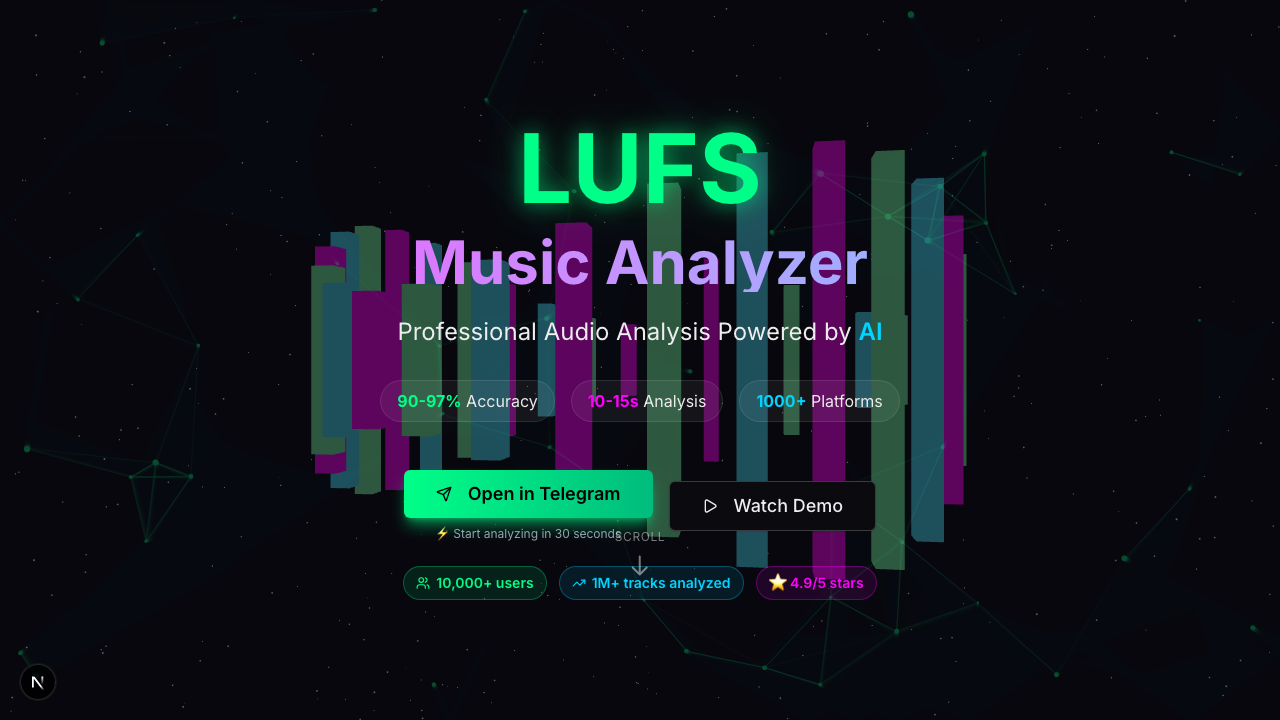 LUFS
Music Analyzer
Professional Audio Analysis Powered by AI
90-97% Accuracy
10-15s Analysis
1000+ Platforms
Open in Telegram
Watch Demo
⚡ Start analyzing in 30 seconds
SCROLL
10,000+ users
1M+ tracks analyzed
⭐ 4.9/5 stars
N